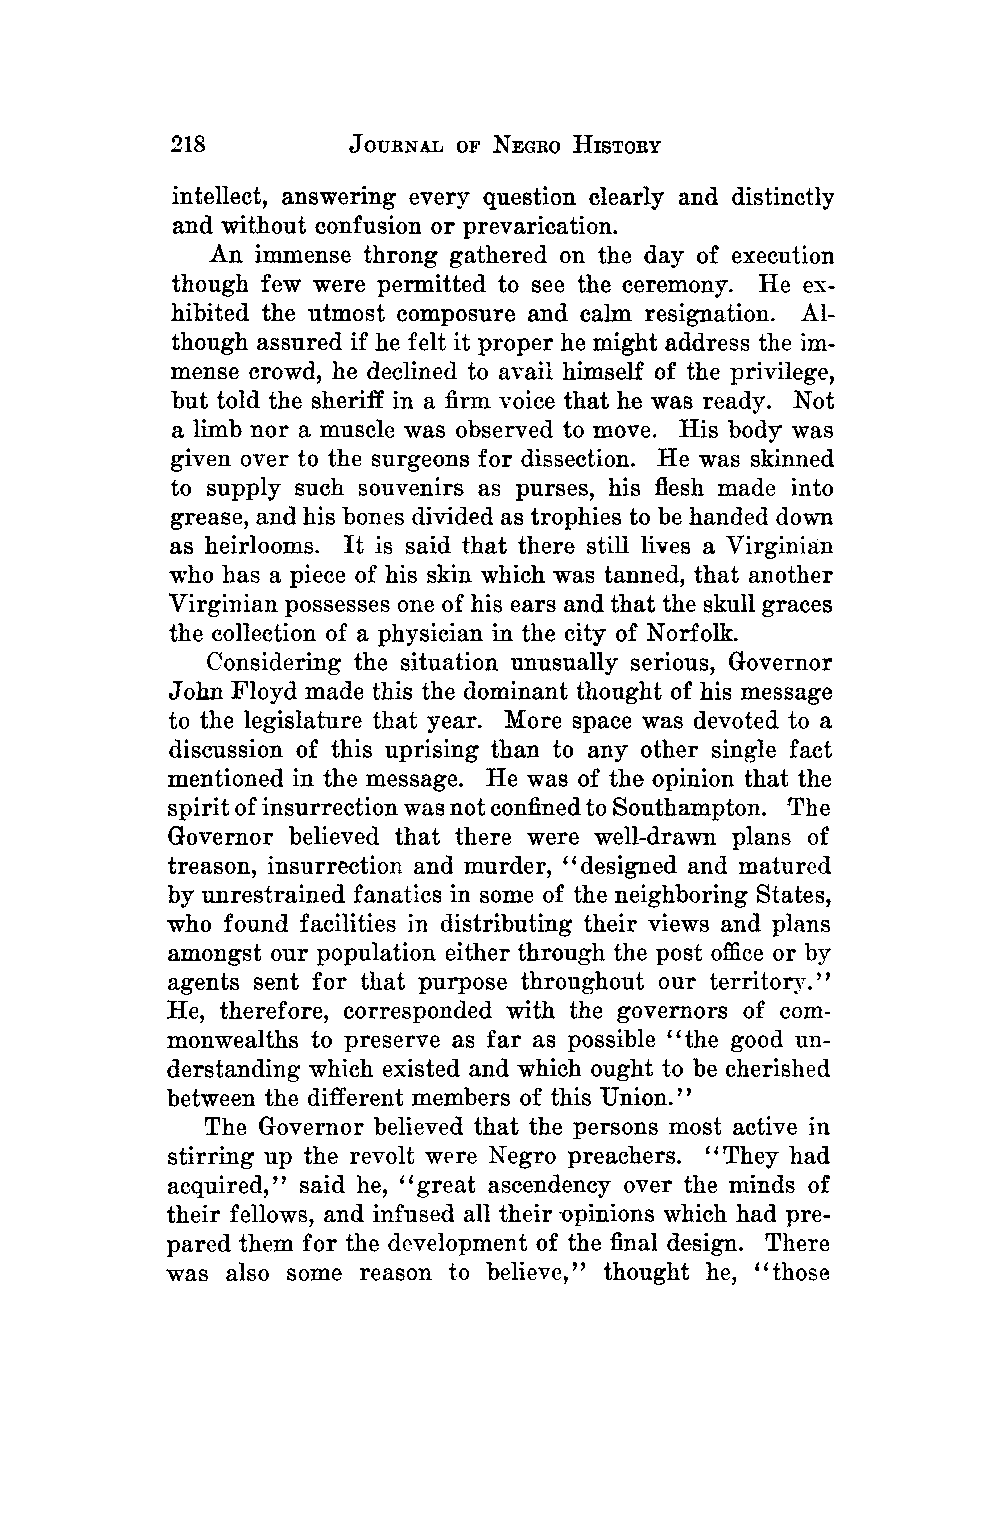 218 JOURNAL OF NEGRO HISTORY
intellect, answering every question clearly and distinctly
and without confusion or prevarication.
An immense throng gathered on the day of execution
though few were permitted to see the ceremony. He ex-
hibited the utmost composure and calm resignation. Al-
though assured if he felt it proper he might address the im-
mense crowd, he declined to avail himself of the privilege,
but told the sheriff in a firm voice that he was ready. Not
a limb nor a muscle was observed to move. His body was
given over to the surgeons for dissection. He was skinned
to supply such souvenirs as purses, his flesh made into
grease, and his bones divided as trophies to be handed down
as heirlooms. It is said that there still lives a Virginian
who has a piece of his skin which was tanned, that another
Virginian possesses one of his ears and that the skull graces
the collection of a physician in the city of Norfolk.
Considering the situation unusually serious, Governor
John Floyd made this the dominant thought of his message
to the legislature that year. More space was devoted to a
discussion of this uprising than to any other single fact
mentioned in the message. He was of the opinion that the
spirit of insurrection was not confined to Southampton. The
Governor believed that there were well-drawn plans of
treason, insurrection and murder, "designed and matured
by unrestrained fanatics in some of the neighboring States,
who found facilities in distributing their views and plans
amongst our population either through the post office or by
agents sent for that purpose throughout our territory."
He, therefore, corresponded with the governors of com-
monwealths to preserve as far as possible "the good un-
derstanding which existed and which ought to be cherished
between the different members of this Union."
The Governor believed that the persons most active in
stirring up the revolt were Negro preachers. "They had
acquired," said he, "great ascendency over the minds of
their fellows, and infused all their opinions which had pre-
pared them for the development of the final design. There
was also some reason to believe," thought he, "those